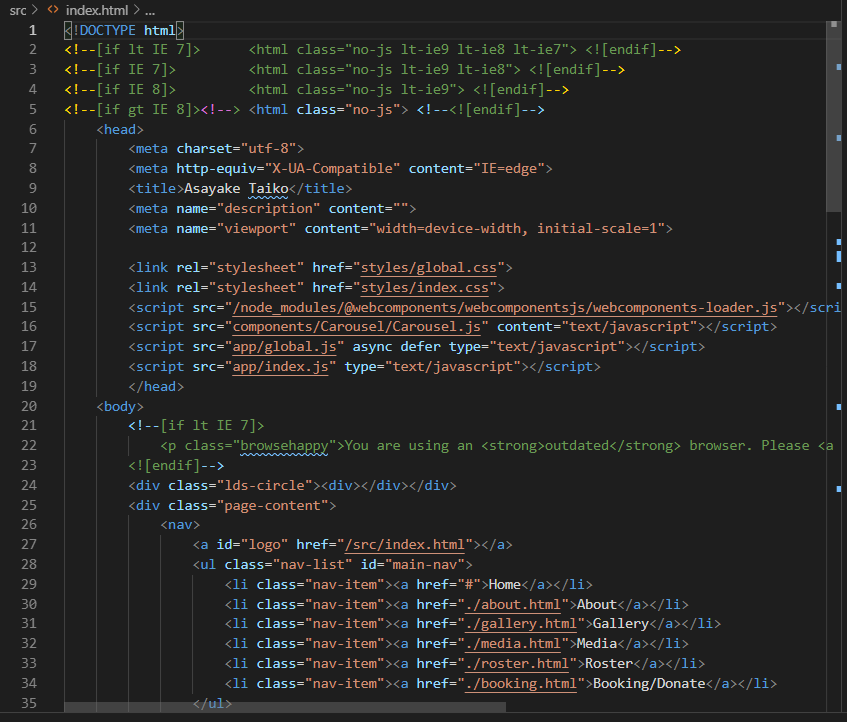 src > <> index.html > ...
1 <!DOCTYPE html>
2 <!--[if lt IE 7]>      <html class="no-js lt-ie9 lt-ie8 lt-ie7"> <![endif]-->
3 <!--[if IE 7]>         <html class="no-js lt-ie9 lt-ie8"> <![endif]-->
4 <!--[if IE 8]>         <html class="no-js lt-ie9"> <![endif]-->
5 <!--[if gt IE 8]><!--> <html class="no-js"> <!--<![endif]-->
6     <head>
7         <meta charset="utf-8">
8         <meta http-equiv="X-UA-Compatible" content="IE=edge">
9         <title>Asayake Taiko</title>
10         <meta name="description" content="">
11         <meta name="viewport" content="width=device-width, initial-scale=1">
12
13         <link rel="stylesheet" href="styles/global.css">
14         <link rel="stylesheet" href="styles/index.css">
15         <script src="/node_modules/@webcomponents/webcomponentsjs/webcomponents-loader.js"></scri
16         <script src="components/Carousel/Carousel.js" content="text/javascript"></script>
17         <script src="app/global.js" async defer type="text/javascript"></script>
18         <script src="app/index.js" type="text/javascript"></script>
19         </head>
20     <body>
21         <!--[if lt IE 7]>
22             <p class="browsehappy">You are using an <strong>outdated</strong> browser. Please <a
23         <![endif]-->
24         <div class="lds-circle"><div></div></div>
25         <div class="page-content">
26             <nav>
27                 <a id="logo" href="/src/index.html"></a>
28                 <ul class="nav-list" id="main-nav">
29                     <li class="nav-item"><a href="#">Home</a></li>
30                     <li class="nav-item"><a href="./about.html">About</a></li>
31                     <li class="nav-item"><a href="./gallery.html">Gallery</a></li>
32                     <li class="nav-item"><a href="./media.html">Media</a></li>
33                     <li class="nav-item"><a href="./roster.html">Roster</a></li>
34                     <li class="nav-item"><a href="./booking.html">Booking/Donate</a></li>
35                 </ul>